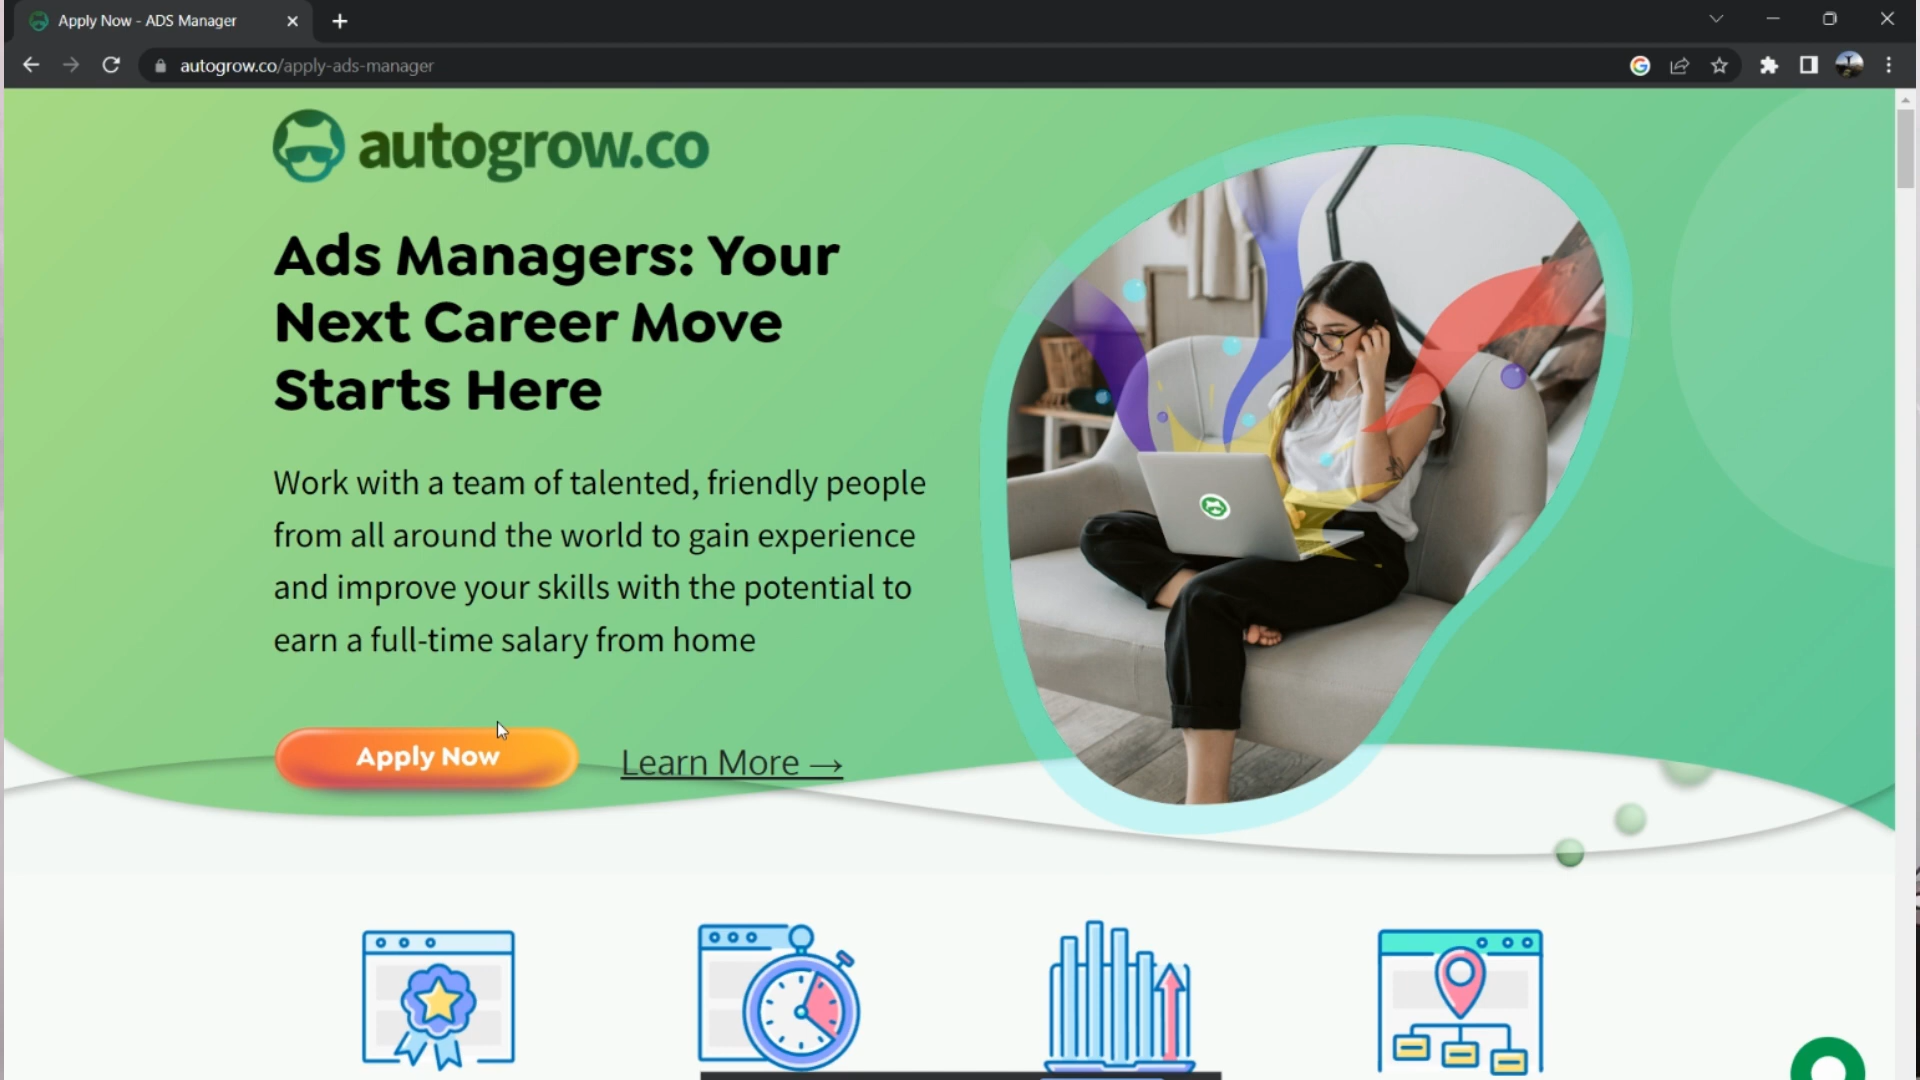 Apply Now - ADS Manager
autogrow.co/apply-ads-manager
autogrow.co
Ads Managers: Your
Next Career Move
Starts Here
Work with a team of talented, friendly people
from all around the world to gain experience
and improve your skills with the potential to
earn a full-time salary from home
Apply Now
Learn More →